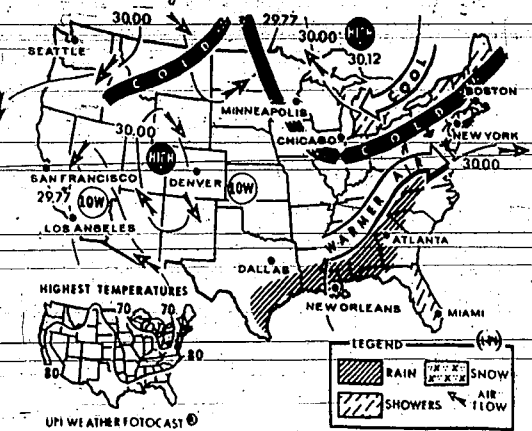 30.00
29.77
30.00
HIGH
30.12
SEATTLE
COLD
COOL
BOSTON
MINNEAPOLIS
30.00
CHICAGO
COLD
NEW YORK
HIGH
30.00
SAN FRANCISCO
DENVER
LOW
29.77
LOW
LOS ANGELES
WARMER AIR
ATLANTA
DALLAS
HIGHEST TEMPERATURES
NEW ORLEANS
70
70
MIAMI
LEGEND
80
80
RAIN
SNOW
SHOWERS
AIR
FLOW
UPI WEATHER FOTOCAST ®